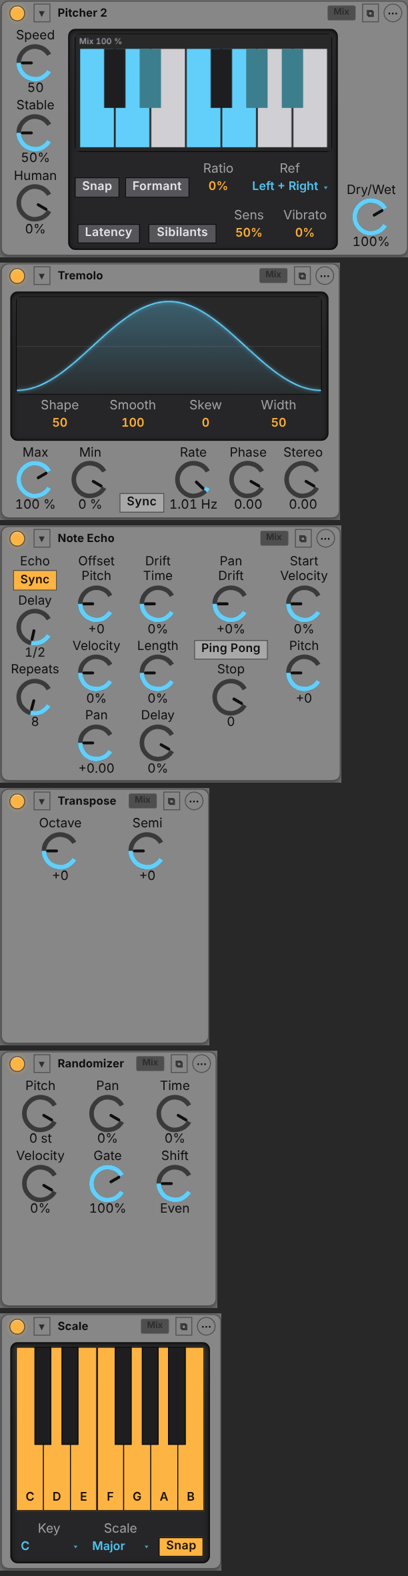 Pitcher 2 Mix
Speed
50
Stable
50%
Human
0%
Mix 100 %
Ratio Ref
Snap Formant 0% Left + Right
Sens Vibrato
Latency Sibilants 50% 0%
Dry/Wet
100%
Tremolo Mix
Shape Smooth Skew Width
50 100 0 50
Max Min Rate Phase Stereo
100 % 0 % Sync 1.01 Hz 0.00 0.00
Note Echo Mix
Echo Offset Drift Pan Start
Sync Pitch Time Drift Velocity
Delay +0 0% +0% 0%
1/2
Velocity Length Ping Pong Pitch
Repeats 0% 0% Stop +0
8 0
Pan Delay
+0.00 0%
Transpose Mix
Octave Semi
+0 +0
Randomizer Mix
Pitch Pan Time
0 st 0% 0%
Velocity Gate Shift
0% 100% Even
Scale Mix
C D E F G A B
Key Scale
C Major Snap